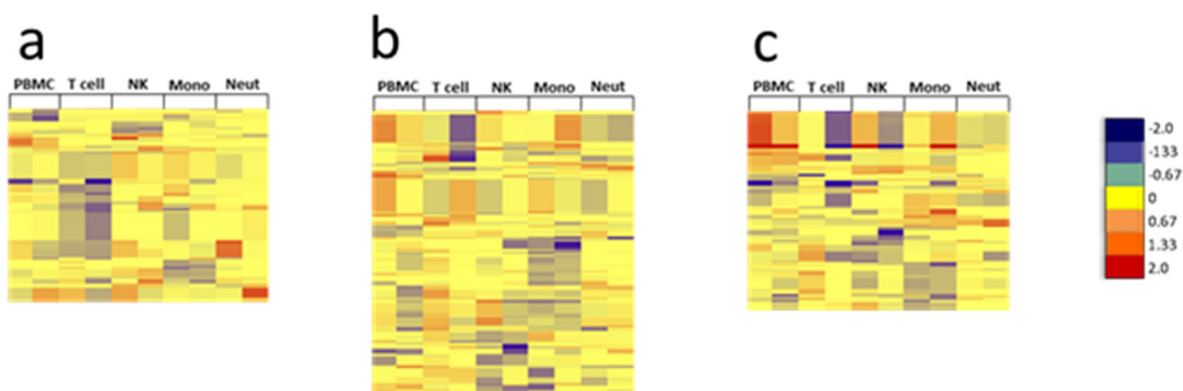 a
b
c
PBMC T cell NK Mono Neut
PBMC T cell NK Mono Neut
PBMC T cell NK Mono Neut
-2.0
-133
-0.67
0
0.67
1.33
2.0